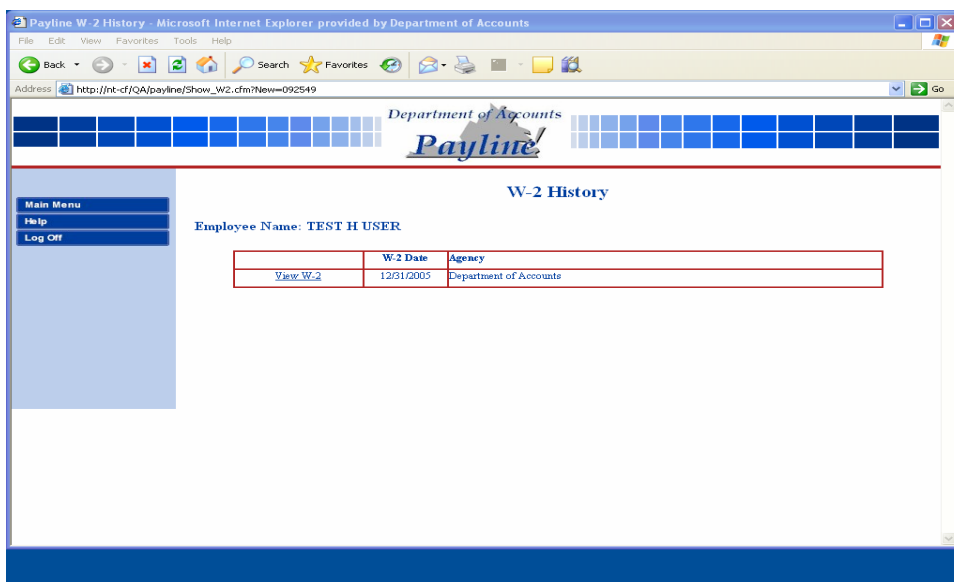 Payline W-2 History - Microsoft Internet Explorer provided by Department of Accounts
File Edit View Favorites Tools Help
Back Search Favorites
Address http://nt-cf/QA/payline/Show_W2.cfm?New=092549 Go
Department of Accounts
Payline
W-2 History
Main Menu
Help
Log Off
Employee Name: TEST H USER
W-2 Date Agency
View W-2 12/31/2005 Department of Accounts